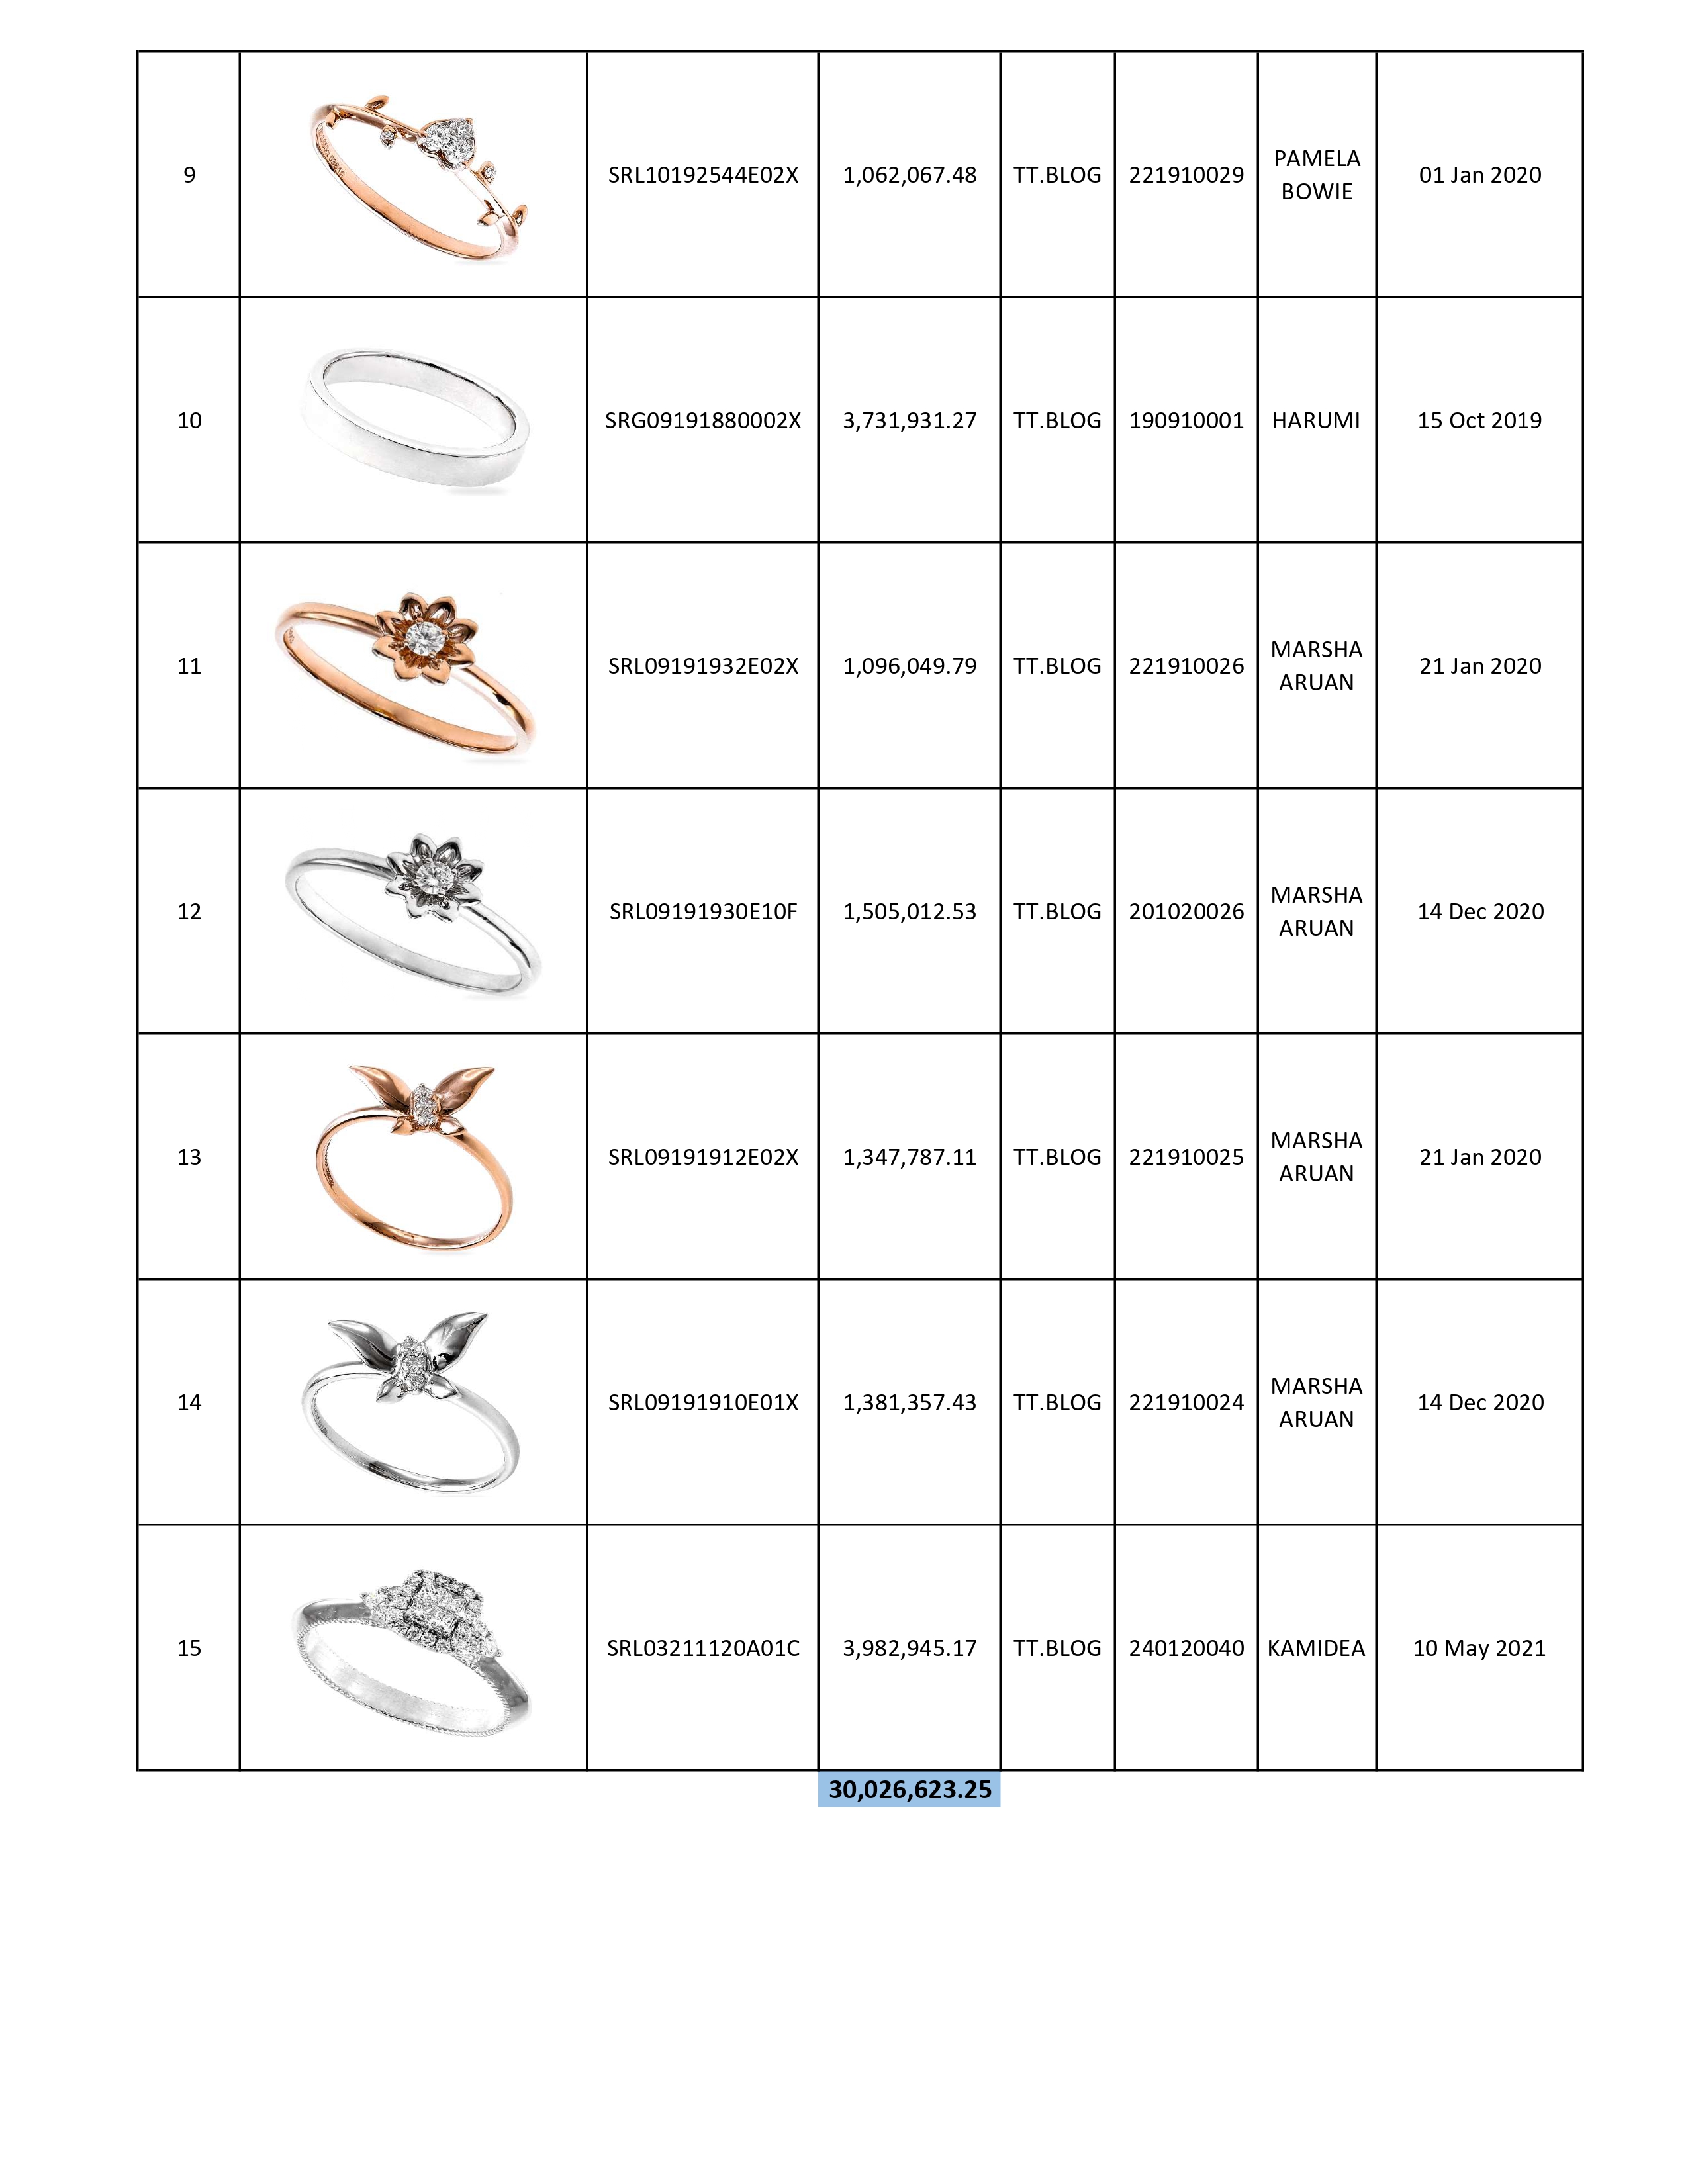 9 SRL10192544E02X 1,062,067.48 TT.BLOG 221910029 PAMELA BOWIE 01 Jan 2020
10 SRG09191880002X 3,731,931.27 TT.BLOG 190910001 HARUMI 15 Oct 2019
11 SRL09191932E02X 1,096,049.79 TT.BLOG 221910026 MARSHA ARUAN 21 Jan 2020
12 SRL09191930E10F 1,505,012.53 TT.BLOG 201020026 MARSHA ARUAN 14 Dec 2020
13 SRL09191912E02X 1,347,787.11 TT.BLOG 221910025 MARSHA ARUAN 21 Jan 2020
14 SRL09191910E01X 1,381,357.43 TT.BLOG 221910024 MARSHA ARUAN 14 Dec 2020
15 SRL03211120A01C 3,982,945.17 TT.BLOG 240120040 KAMIDEA 10 May 2021
30,026,623.25